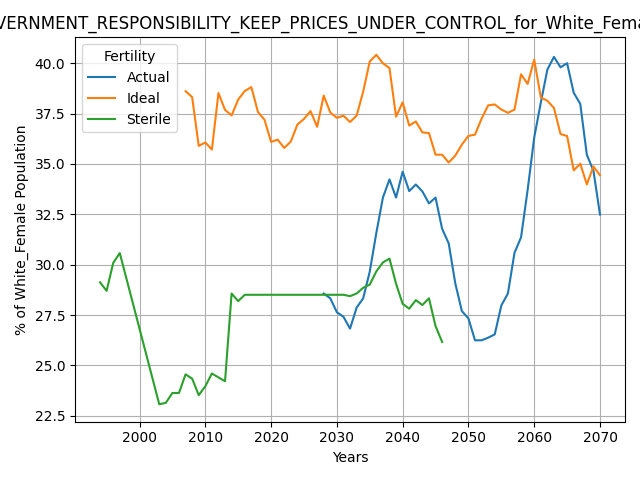 VERNMENT_RESPONSIBILITY_KEEP_PRICES_UNDER_CONTROL_for_White_Fema
Fertility
Actual
Ideal
Sterile
% of White_Female Population
40.0
37.5
35.0
32.5
30.0
27.5
25.0
22.5
2000 2010 2020 2030 2040 2050 2060 2070
Years